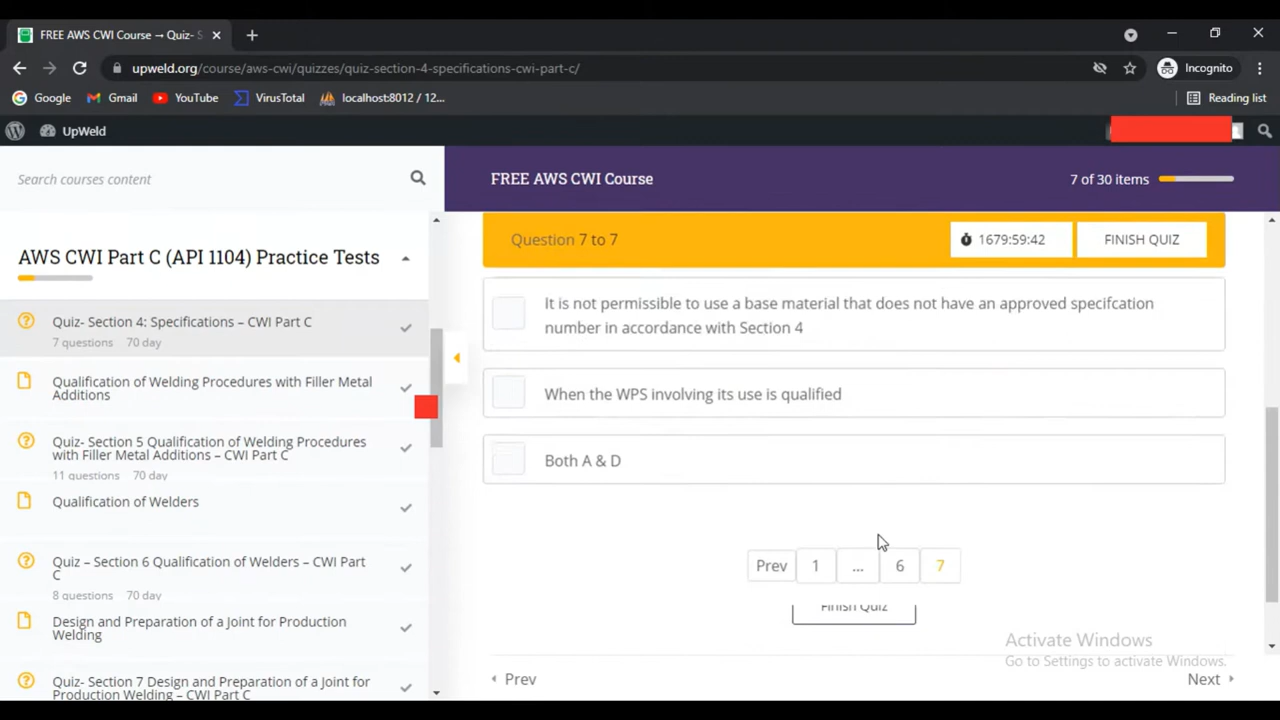 FREE AWS CWI Course → Quiz- S
upweld.org/course/aws-cwi/quizzes/quiz-section-4-specifications-cwi-part-c/
Incognito
Google
Gmail
YouTube
VirusTotal
localhost:8012 / 12...
Reading list
UpWeld
Search courses content
FREE AWS CWI Course
7 of 30 items
AWS CWI Part C (API 1104) Practice Tests
Quiz- Section 4: Specifications – CWI Part C
7 questions 70 day
Qualification of Welding Procedures with Filler Metal
Additions
Quiz- Section 5 Qualification of Welding Procedures
with Filler Metal Additions – CWI Part C
11 questions 70 day
Qualification of Welders
Quiz – Section 6 Qualification of Welders – CWI Part
C
8 questions 70 day
Design and Preparation of a Joint for Production
Welding
Quiz- Section 7 Design and Preparation of a Joint for
Production Welding – CWI Part C
Question 7 to 7
1679:59:42
FINISH QUIZ
It is not permissible to use a base material that does not have an approved specifcation
number in accordance with Section 4
When the WPS involving its use is qualified
Both A & D
Prev 1 ... 6 7
Finish Quiz
Activate Windows
Go to Settings to activate Windows.
Prev
Next